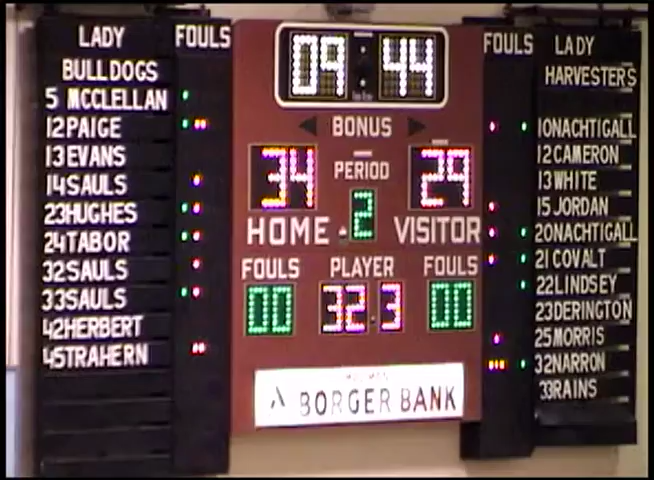 LADY
BULLDOGS
FOULS
5 MCCLELLAN
12 PAIGE
13 EVANS
14 SAULS
23 HUGHES
24 TABOR
32 SAULS
33 SAULS
42 HERBERT
45 TRAHERN
09 44
BONUS
34 PERIOD 29
2
HOME VISITOR
FOULS PLAYER FOULS
00 32 3 00
BORGER BANK
FOULS
LADY
HARVESTERS
10 NACHTIGALL
12 CAMERON
13 WHITE
15 JORDAN
20 NACHTIGALL
21 COVALT
22 LINDSEY
23 DERINGTON
25 MORRIS
32 NARRON
33 RAINS